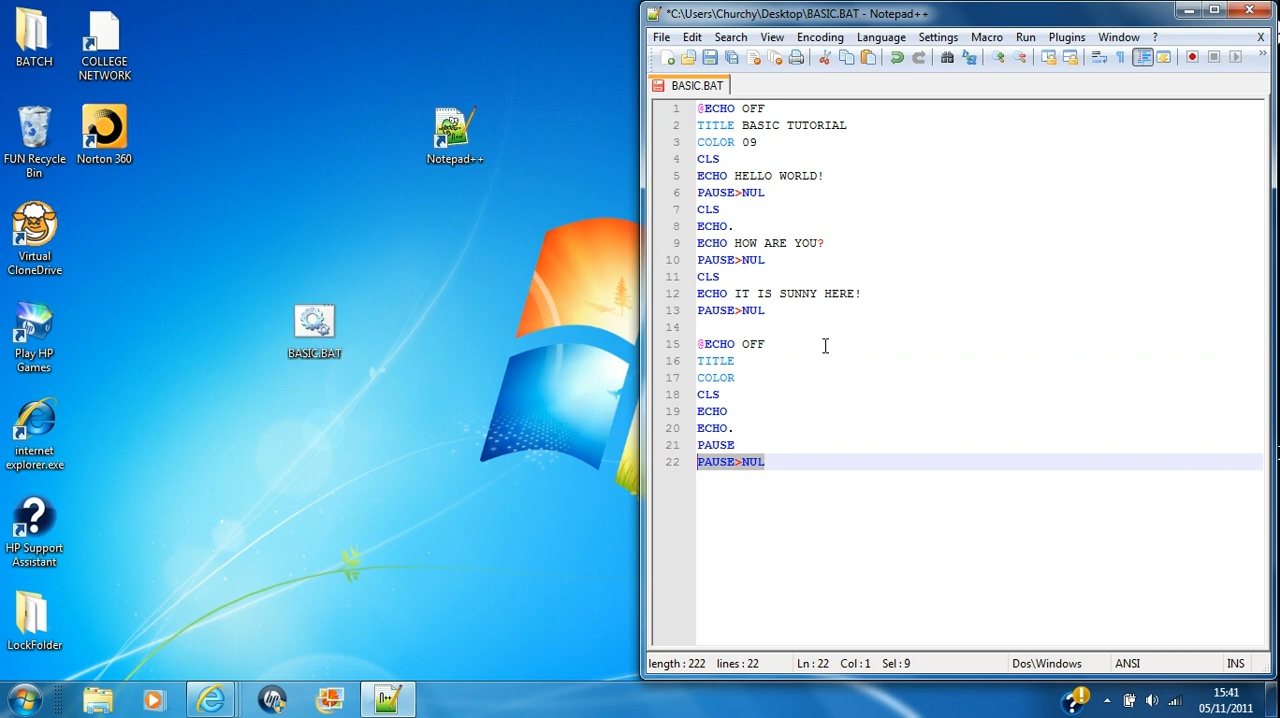 BATCH
COLLEGE
NETWORK
FUN Recycle
Bin
Norton 360
Virtual
CloneDrive
Play HP
Games
internet
explorer.exe
HP Support
Assistant
LockFolder
Notepad++
BASIC.BAT
*C:\Users\Churchy\Desktop\BASIC.BAT - Notepad++
File Edit Search View Encoding Language Settings Macro Run Plugins Window ? X
BASIC.BAT
1 @ECHO OFF
2 TITLE BASIC TUTORIAL
3 COLOR 09
4 CLS
5 ECHO HELLO WORLD!
6 PAUSE>NUL
7 CLS
8 ECHO.
9 ECHO HOW ARE YOU?
10 PAUSE>NUL
11 CLS
12 ECHO IT IS SUNNY HERE!
13 PAUSE>NUL
14
15 @ECHO OFF
16 TITLE
17 COLOR
18 CLS
19 ECHO
20 ECHO.
21 PAUSE
22 PAUSE>NUL
length : 222 lines : 22 Ln : 22 Col : 1 Sel : 9 Dos\Windows ANSI INS
15:41
05/11/2011